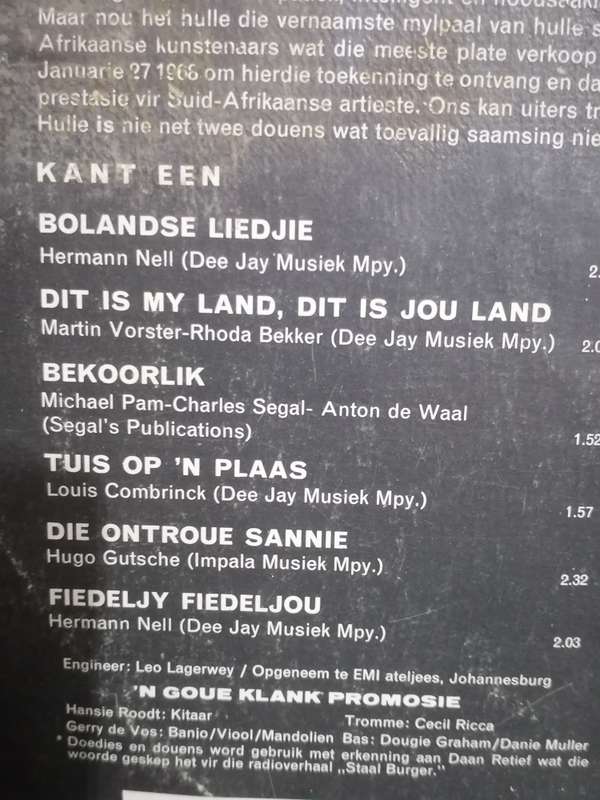 intelligent en
Maar nou het hulle die vernaamste mylpaal van hulle
Afrikaanse kunstenaars wat die meeste plate verkoop
Januarie 27 1966 om hierdie toekenning te ontvang en
prestasie vir Suid-Afrikaanse artieste. Ons kan uiters
Hulle is nie net twee douens wat toevallig saamsing nie
KANT EEN
BOLANDSE LIEDJIE
Hermann Nell (Dee Jay Musiek Mpy.)
DIT IS MY LAND, DIT IS JOU LAND
Martin Vorster-Rhoda Bekker (Dee Jay Musiek Mpy.)
BEKOORLIK
Michael Pam-Charles Segal- Anton de Waal
(Segal's Publications) 1.52
TUIS OP 'N PLAAS
Louis Combrinck (Dee Jay Musiek Mpy.) 1.57
DIE ONTROUE SANNIE
Hugo Gutsche (Impala Musiek Mpy.) 2.32
FIEDELJY FIEDELJOU
Hermann Nell (Dee Jay Musiek Mpy.) 2.03
Engineer: Leo Lagerwey / Opgeneem te EMI ateljees, Johannesburg
'N GOUE KLANK PROMOSIE
Hansie Roodt: Kitaar Tromme: Cecil Ricca
Gerry de Vos: Banjo/Viool/Mandolien Bas: Dougie Graham/Danie Muller
* Doedies en douens word gebruik met erkenning aan Daan Retief wat die
woorde geskep het vir die radioverhaal „Staal Burger."